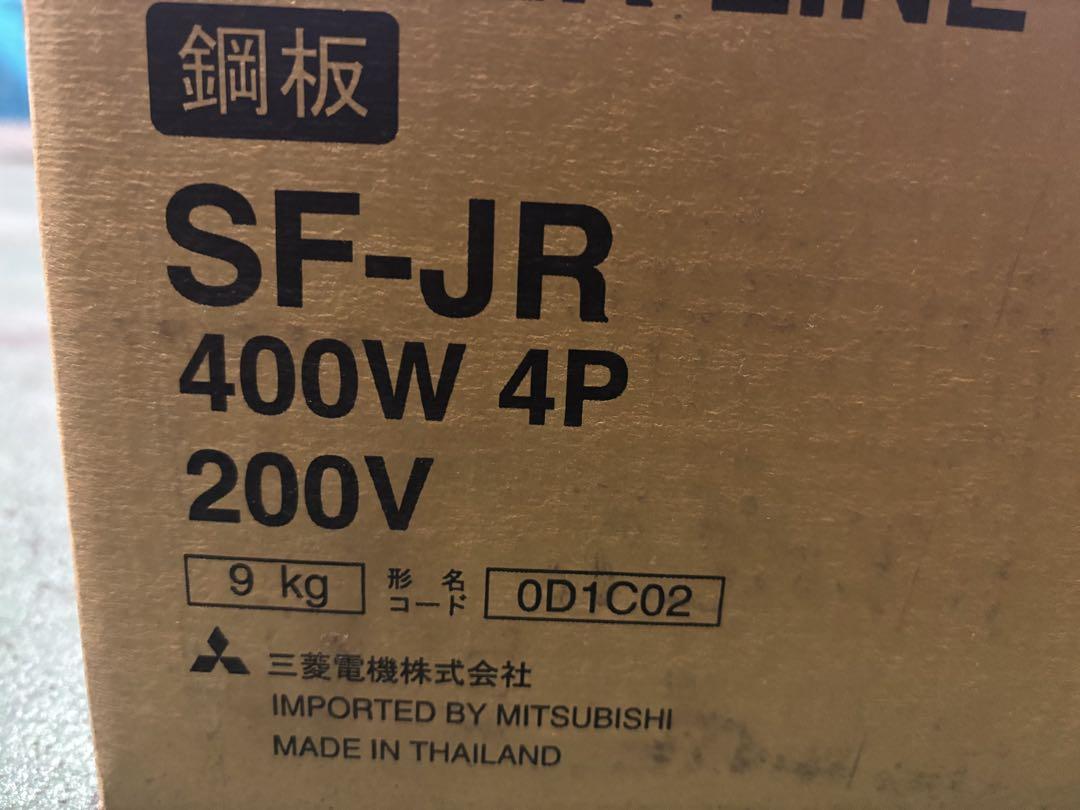 LINE
鋼板
SF-JR
400W 4P
200V
9 kg 形名コード 0D1C02
三菱電機株式会社
IMPORTED BY MITSUBISHI
MADE IN THAILAND